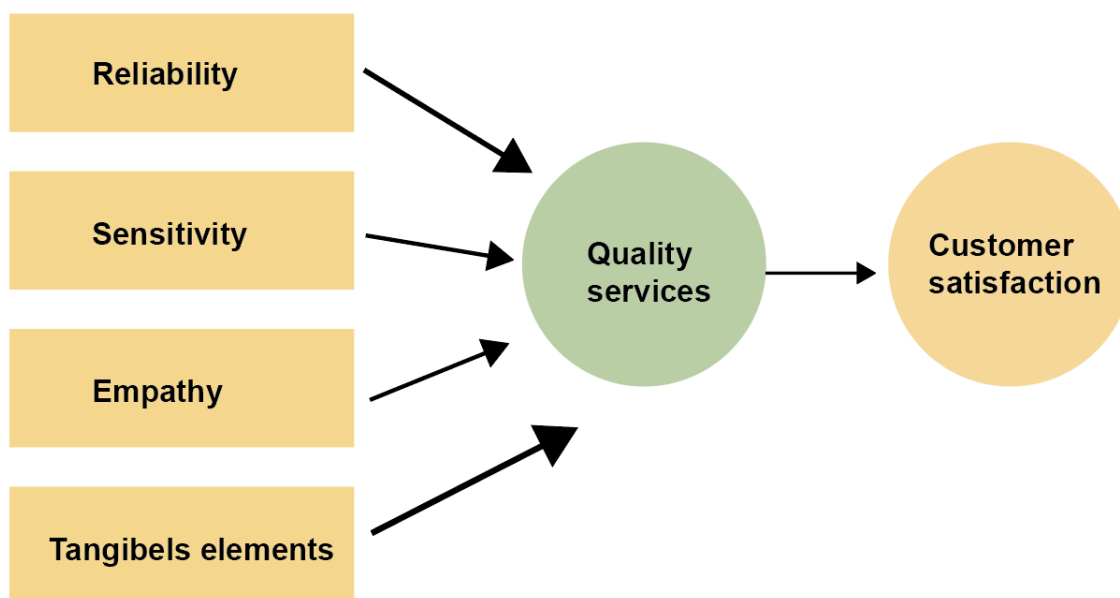 Reliability
Sensitivity
Empathy
Tangibels elements
Quality
services
Customer
satisfaction